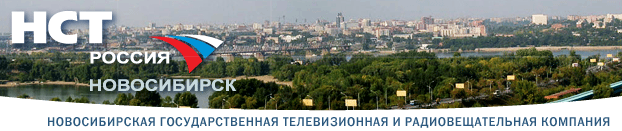 НСТ
РОССИЯ
НОВОСИБИРСК
НОВОСИБИРСКАЯ ГОСУДАРСТВЕННАЯ ТЕЛЕВИЗИОННАЯ И РАДИОВЕЩАТЕЛЬНАЯ КОМПАНИЯ